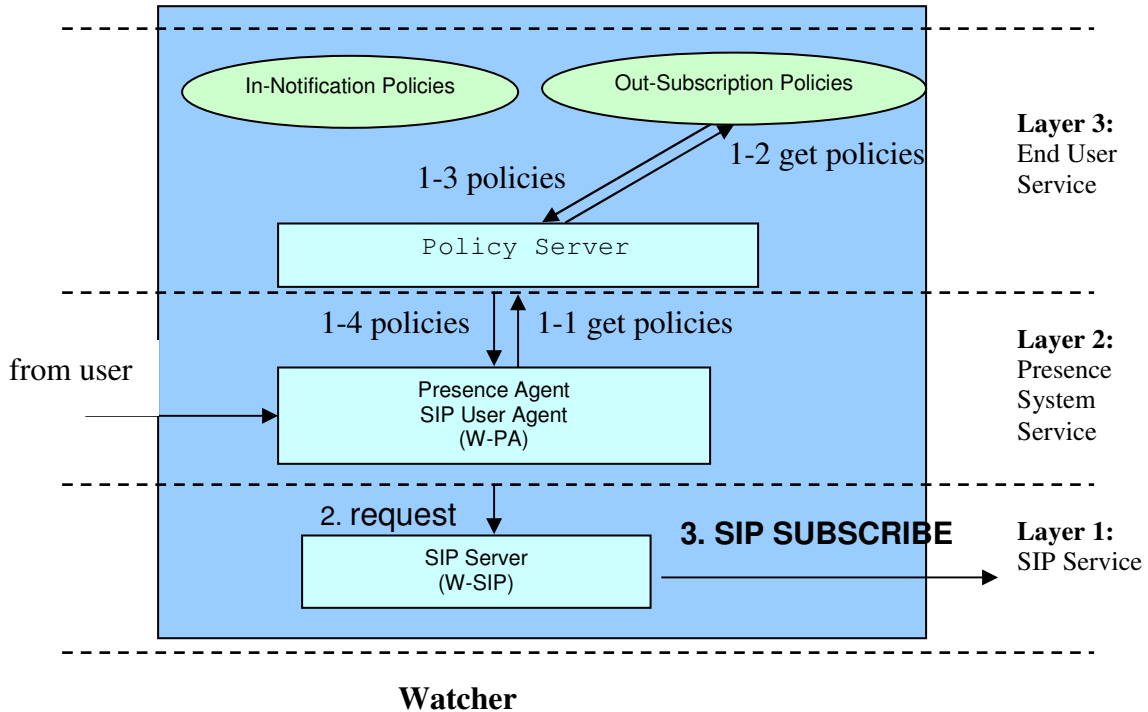 In-Notification Policies
Out-Subscription Policies
Layer 3:
End User
Service
1-2 get policies
1-3 policies
Policy Server
1-4 policies
1-1 get policies
Layer 2:
Presence
System
Service
from user
Presence Agent
SIP User Agent
(W-PA)
2. request
3. SIP SUBSCRIBE
Layer 1:
SIP Service
SIP Server
(W-SIP)
Watcher